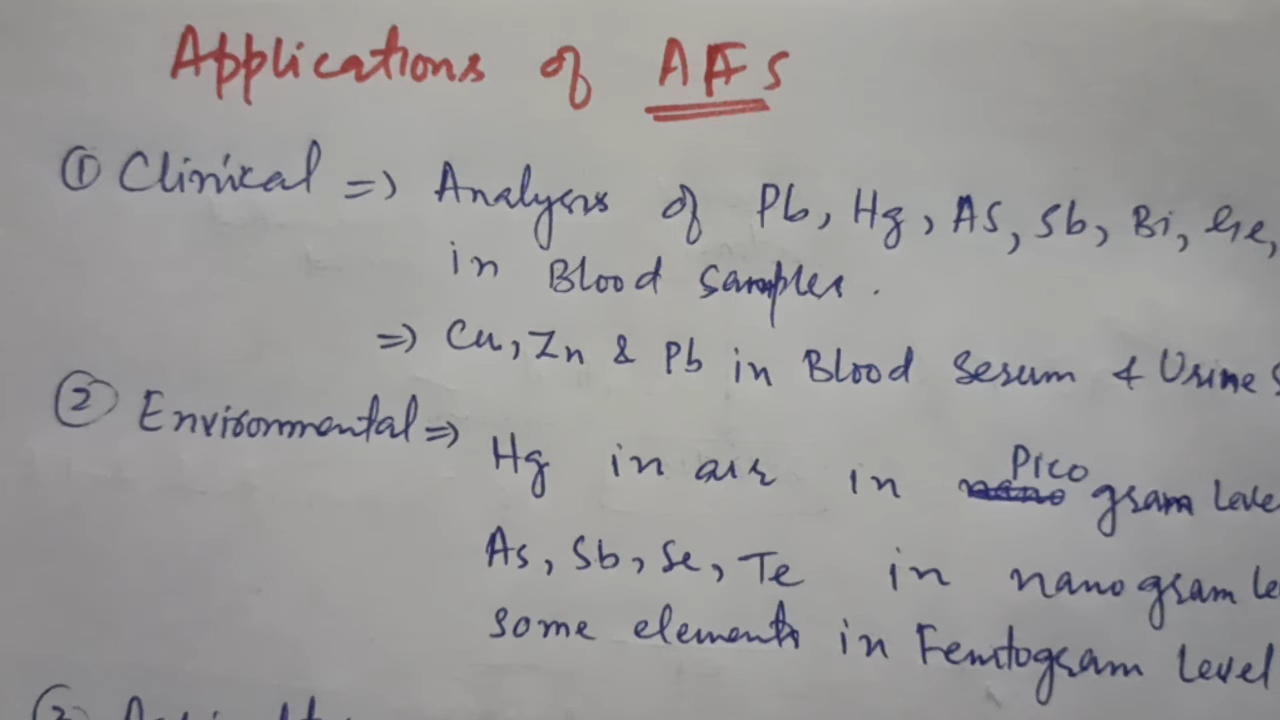 Applications of AFS
① Clinical => Analysis of Pb, Hg, AS, Sb, Bi, Ge,
in Blood samples.
=> Cu, Zn & Pb in Blood Serum & Urine S
② Environmental => Hg in air in Pico gram Leve
As, Sb, Se, Te in nanogram Le
some elements in Femtogram Level